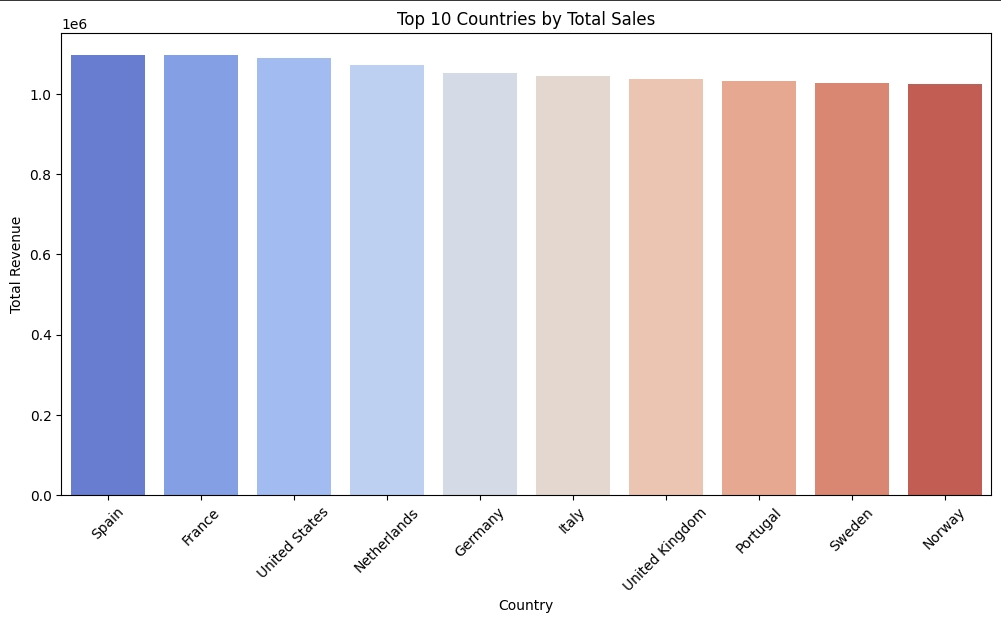 Top 10 Countries by Total Sales
1e6
1.0
0.8
0.6
0.4
0.2
0.0
Total Revenue
Spain
France
United States
Netherlands
Germany
Italy
United Kingdom
Portugal
Sweden
Norway
Country